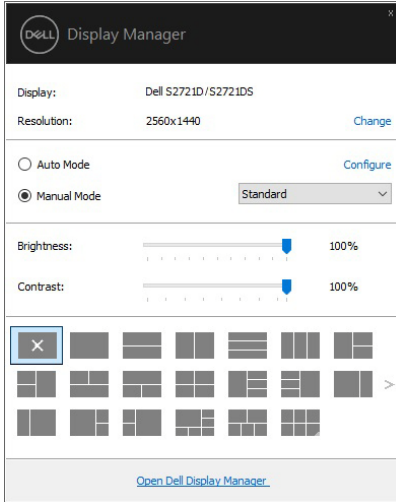 x
DELL Display Manager
Display: Dell S2721D/S2721DS
Resolution: 2560x1440 Change
Auto Mode Configure
Manual Mode Standard
Brightness: 100%
Contrast: 100%
Open Dell Display Manager